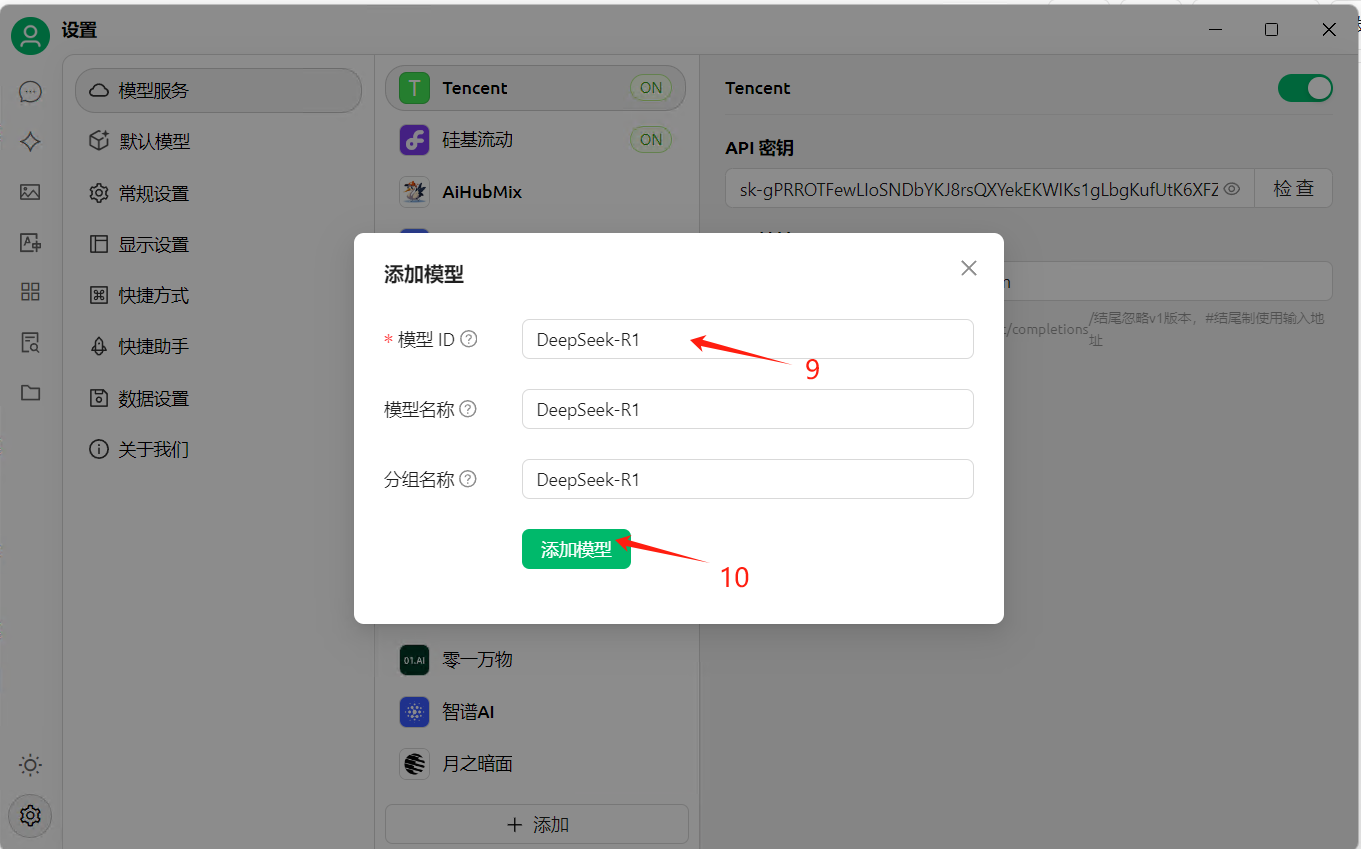 设置
模型服务
默认模型
常规设置
显示设置
快捷方式
快捷助手
数据设置
关于我们
T Tencent ON
硅基流动 ON
AiHubMix
01.AI 零一万物
智谱AI
月之暗面
添加
Tencent
API 密钥
检查
/结尾忽略v1版本，#结尾制使用输入地址
t/completions
添加模型
* 模型 ID DeepSeek-R1
9
模型名称 DeepSeek-R1
分组名称 DeepSeek-R1
添加模型
10